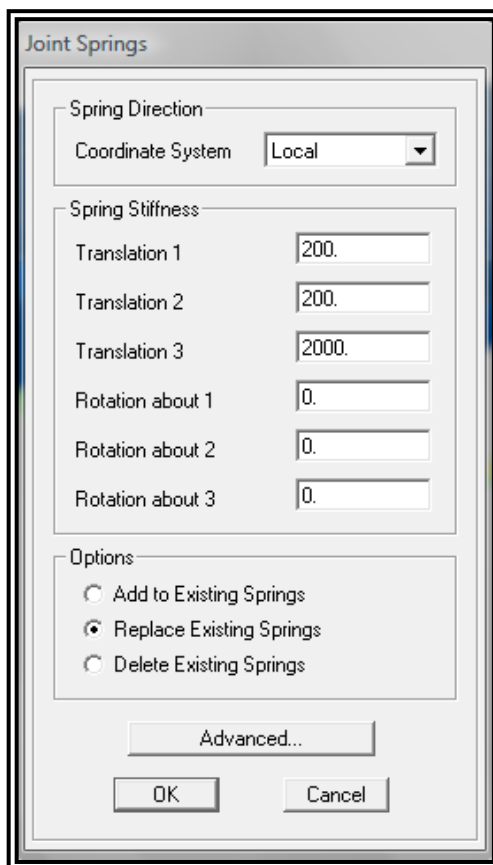 Joint Springs
Spring Direction
Coordinate System Local
Spring Stiffness
Translation 1 200.
Translation 2 200.
Translation 3 2000.
Rotation about 1 0.
Rotation about 2 0.
Rotation about 3 0.
Options
Add to Existing Springs
Replace Existing Springs
Delete Existing Springs
Advanced...
OK Cancel